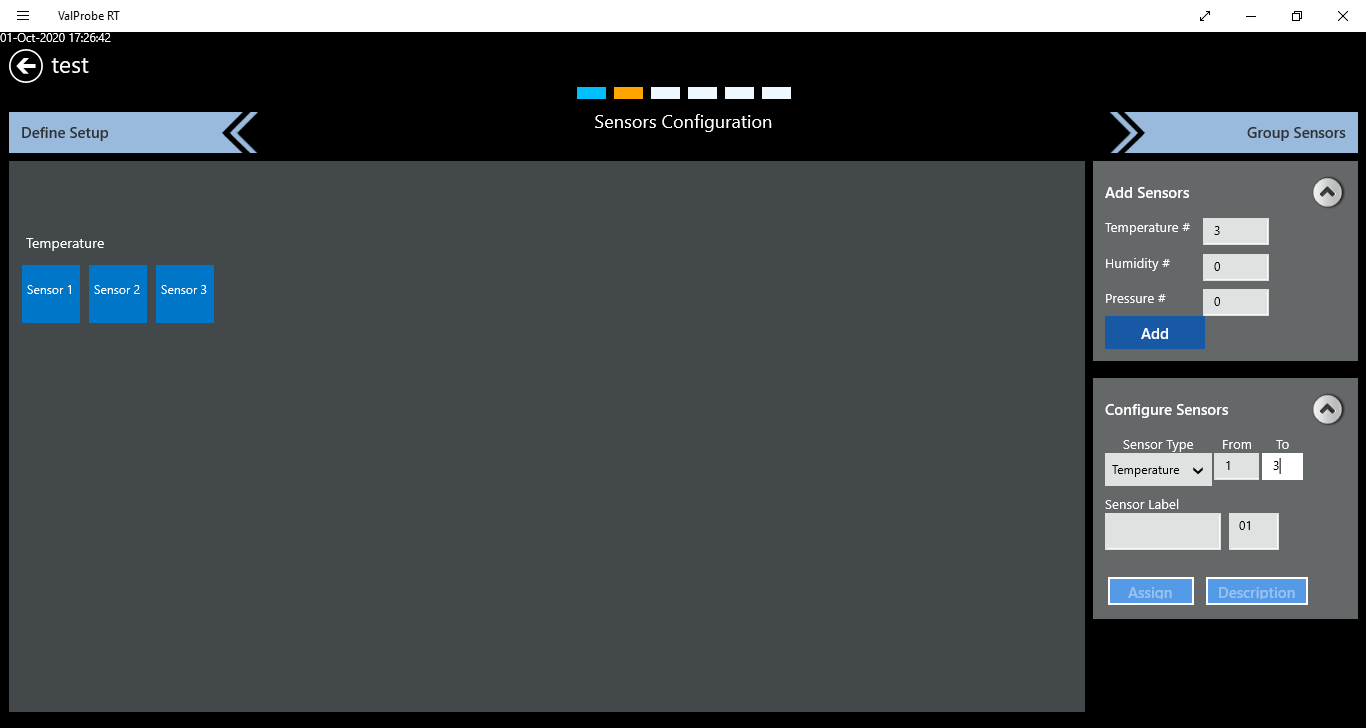 ValProbe RT
01-Oct-2020 17:26:42
test
Sensors Configuration
Define Setup
Group Sensors
Temperature
Sensor 1 Sensor 2 Sensor 3
Add Sensors
Temperature # 3
Humidity # 0
Pressure # 0
Add
Configure Sensors
Sensor Type From To
Temperature 1 3
Sensor Label
01
Assign Description